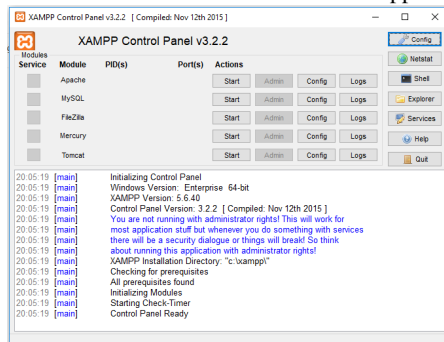 XAMPP Control Panel v3.2.2 [ Compiled: Nov 12th 2015 ]
XAMPP Control Panel v3.2.2
Config
Modules
Service Module PID(s) Port(s) Actions
Netstat
Apache Start Admin Config Logs
Shell
MySQL Start Admin Config Logs
Explorer
FileZilla Start Admin Config Logs
Services
Mercury Start Admin Config Logs
Help
Tomcat Start Admin Config Logs
Quit
20:05:19 [main] Initializing Control Panel
20:05:19 [main] Windows Version: Enterprise 64-bit
20:05:19 [main] XAMPP Version: 5.6.40
20:05:19 [main] Control Panel Version: 3.2.2 [ Compiled: Nov 12th 2015 ]
20:05:19 [main] You are not running with administrator rights! This will work for
20:05:19 [main] most application stuff but whenever you do something with services
20:05:19 [main] there will be a security dialogue or things will break! So think
20:05:19 [main] about running this application with administrator rights!
20:05:19 [main] XAMPP Installation Directory: "c:\xampp\"
20:05:19 [main] Checking for prerequisites
20:05:19 [main] All prerequisites found
20:05:19 [main] Initializing Modules
20:05:19 [main] Starting Check-Timer
20:05:19 [main] Control Panel Ready